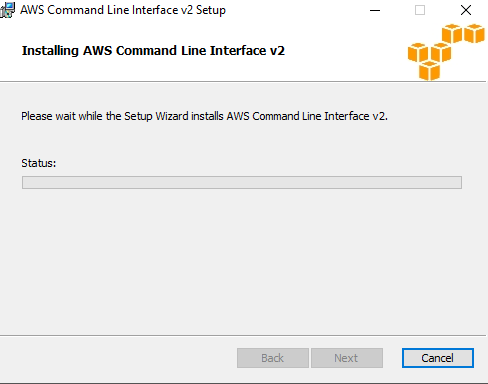 AWS Command Line Interface v2 Setup
Installing AWS Command Line Interface v2
Please wait while the Setup Wizard installs AWS Command Line Interface v2.
Status:
Back Next Cancel